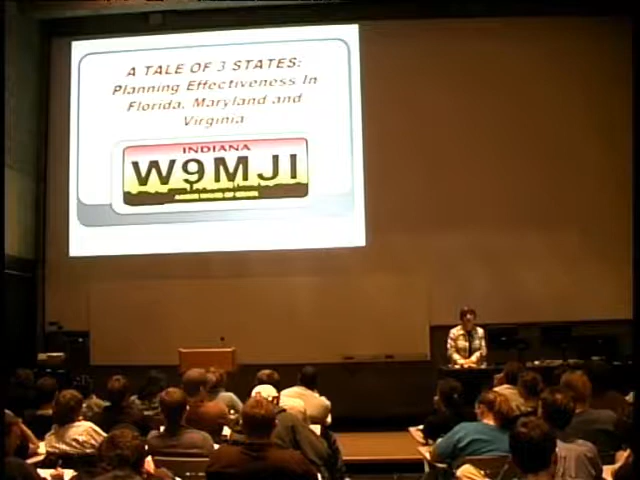 A TALE OF 3 STATES:
Planning Effectiveness In
Florida, Maryland and
Virginia
INDIANA
W9MJI